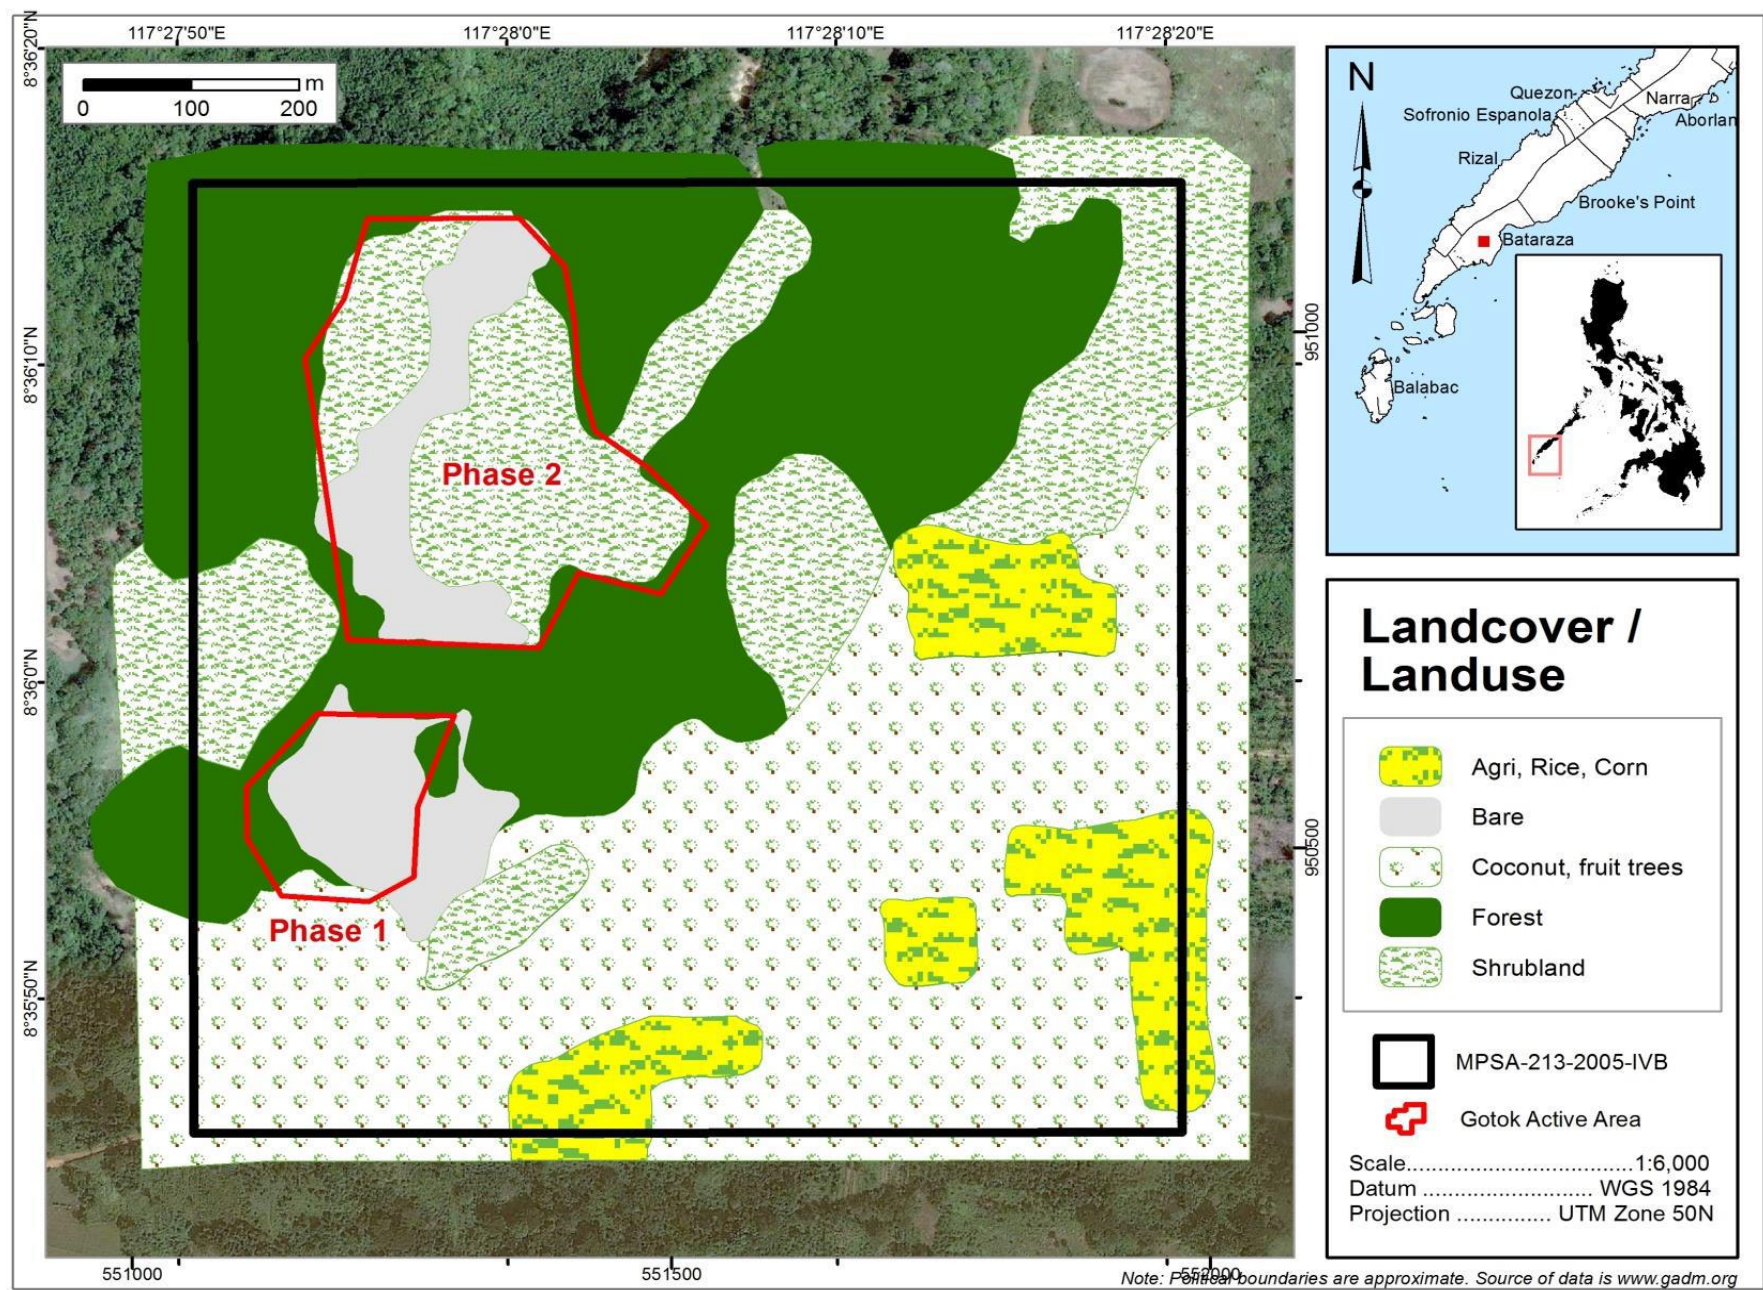 117°27'50"E
117°28'0"E
117°28'10"E
117°28'20"E
8°36'20"N
8°36'10"N
8°36'0"N
8°35'50"N
m
0 100 200
Phase 2
Phase 1
951000
950500
551000
551500
552000
N
Quezon
Narra
Sofronio Espanola
Aborlan
Rizal
Brooke's Point
Bataraza
Balabac
Landcover /
Landuse
Agri, Rice, Corn
Bare
Coconut, fruit trees
Forest
Shrubland
MPSA-213-2005-IVB
Gotok Active Area
Scale....................................1:6,000
Datum ........................... WGS 1984
Projection ............... UTM Zone 50N
Note: Political boundaries are approximate. Source of data is www.gadm.org